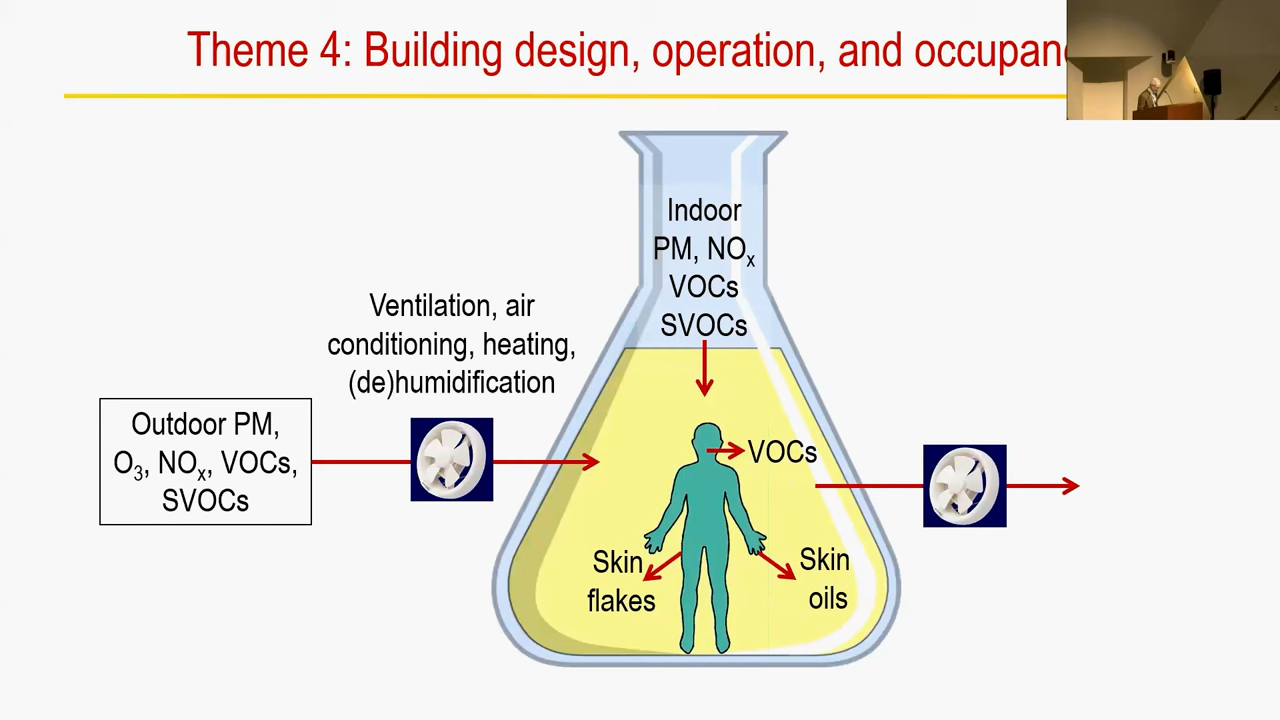 Theme 4: Building design, operation, and
Indoor
PM, NOx
VOCs
SVOCs
Ventilation, air
conditioning, heating,
(de)humidification
Outdoor PM,
O3, NOx, VOCs,
SVOCs
VOCs
Skin
flakes
Skin
oils